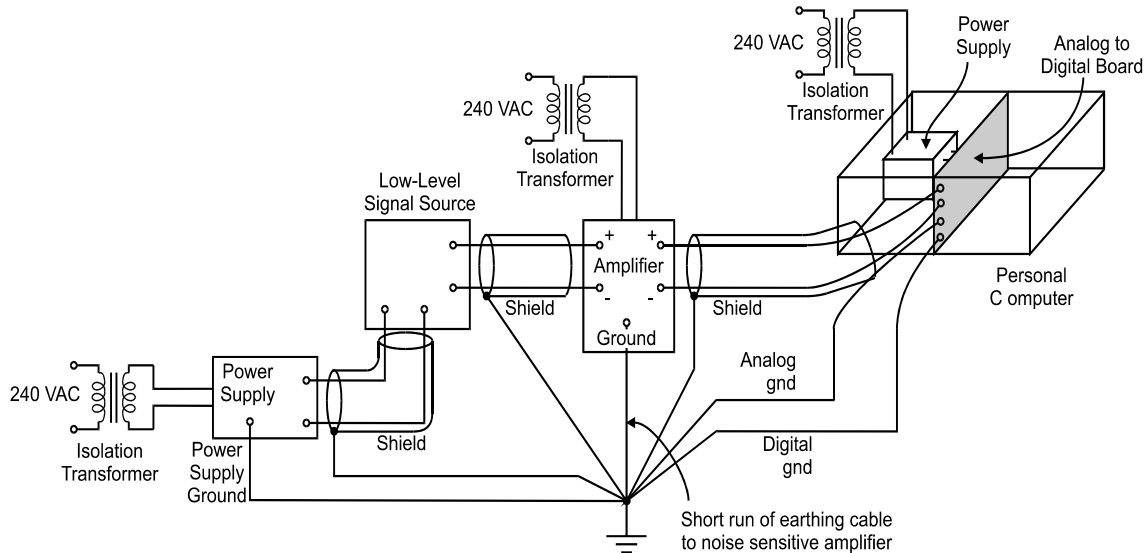 240 VAC
Isolation
Transformer
Power
Supply
Analog to
Digital Board
240 VAC
Isolation
Transformer
Low-Level
Signal Source
+
+
Amplifier
-
-
Ground
Shield
Shield
Personal
C omputer
240 VAC
Isolation
Transformer
Power
Supply
Power
Supply
Ground
Shield
Analog
gnd
Digital
gnd
Short run of earthing cable
to noise sensitive amplifier